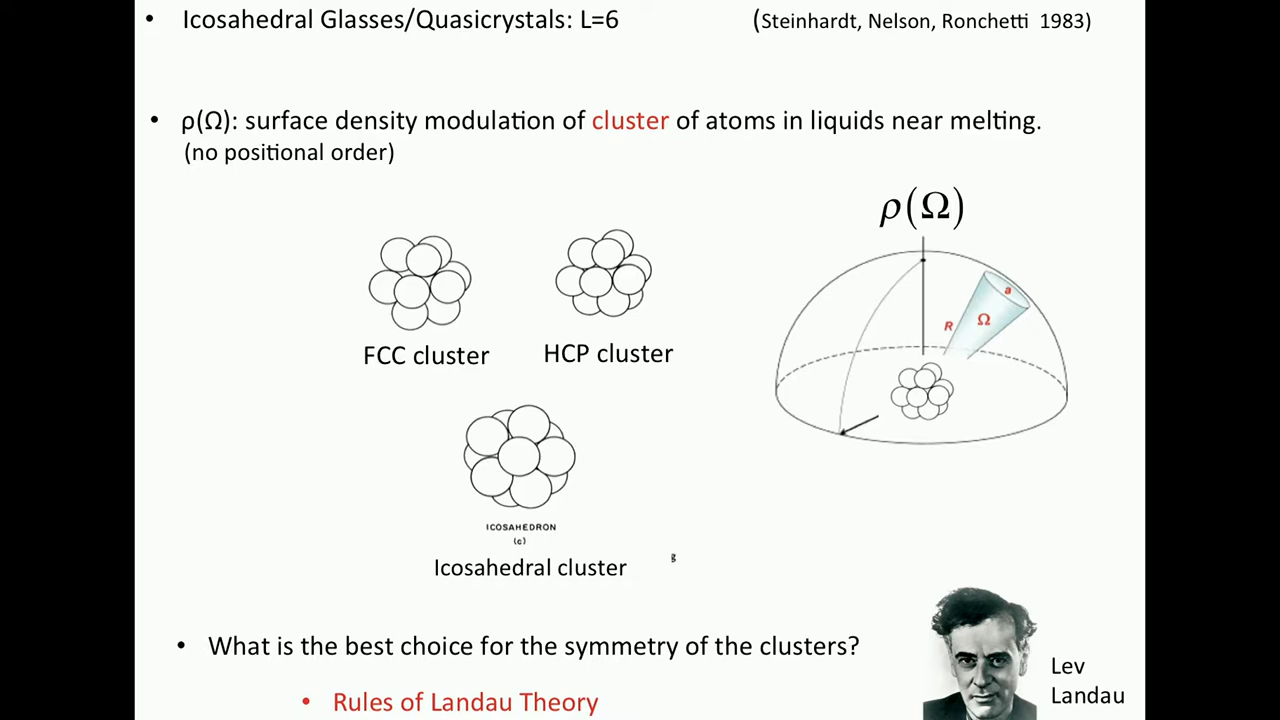 • Icosahedral Glasses/Quasicrystals: L=6 (Steinhardt, Nelson, Ronchetti 1983)
• ρ(Ω): surface density modulation of cluster of atoms in liquids near melting.
(no positional order)
ρ(Ω)
a
R Ω
FCC cluster HCP cluster
ICOSAHEDRON
(c)
Icosahedral cluster
• What is the best choice for the symmetry of the clusters?
Lev
Landau
• Rules of Landau Theory